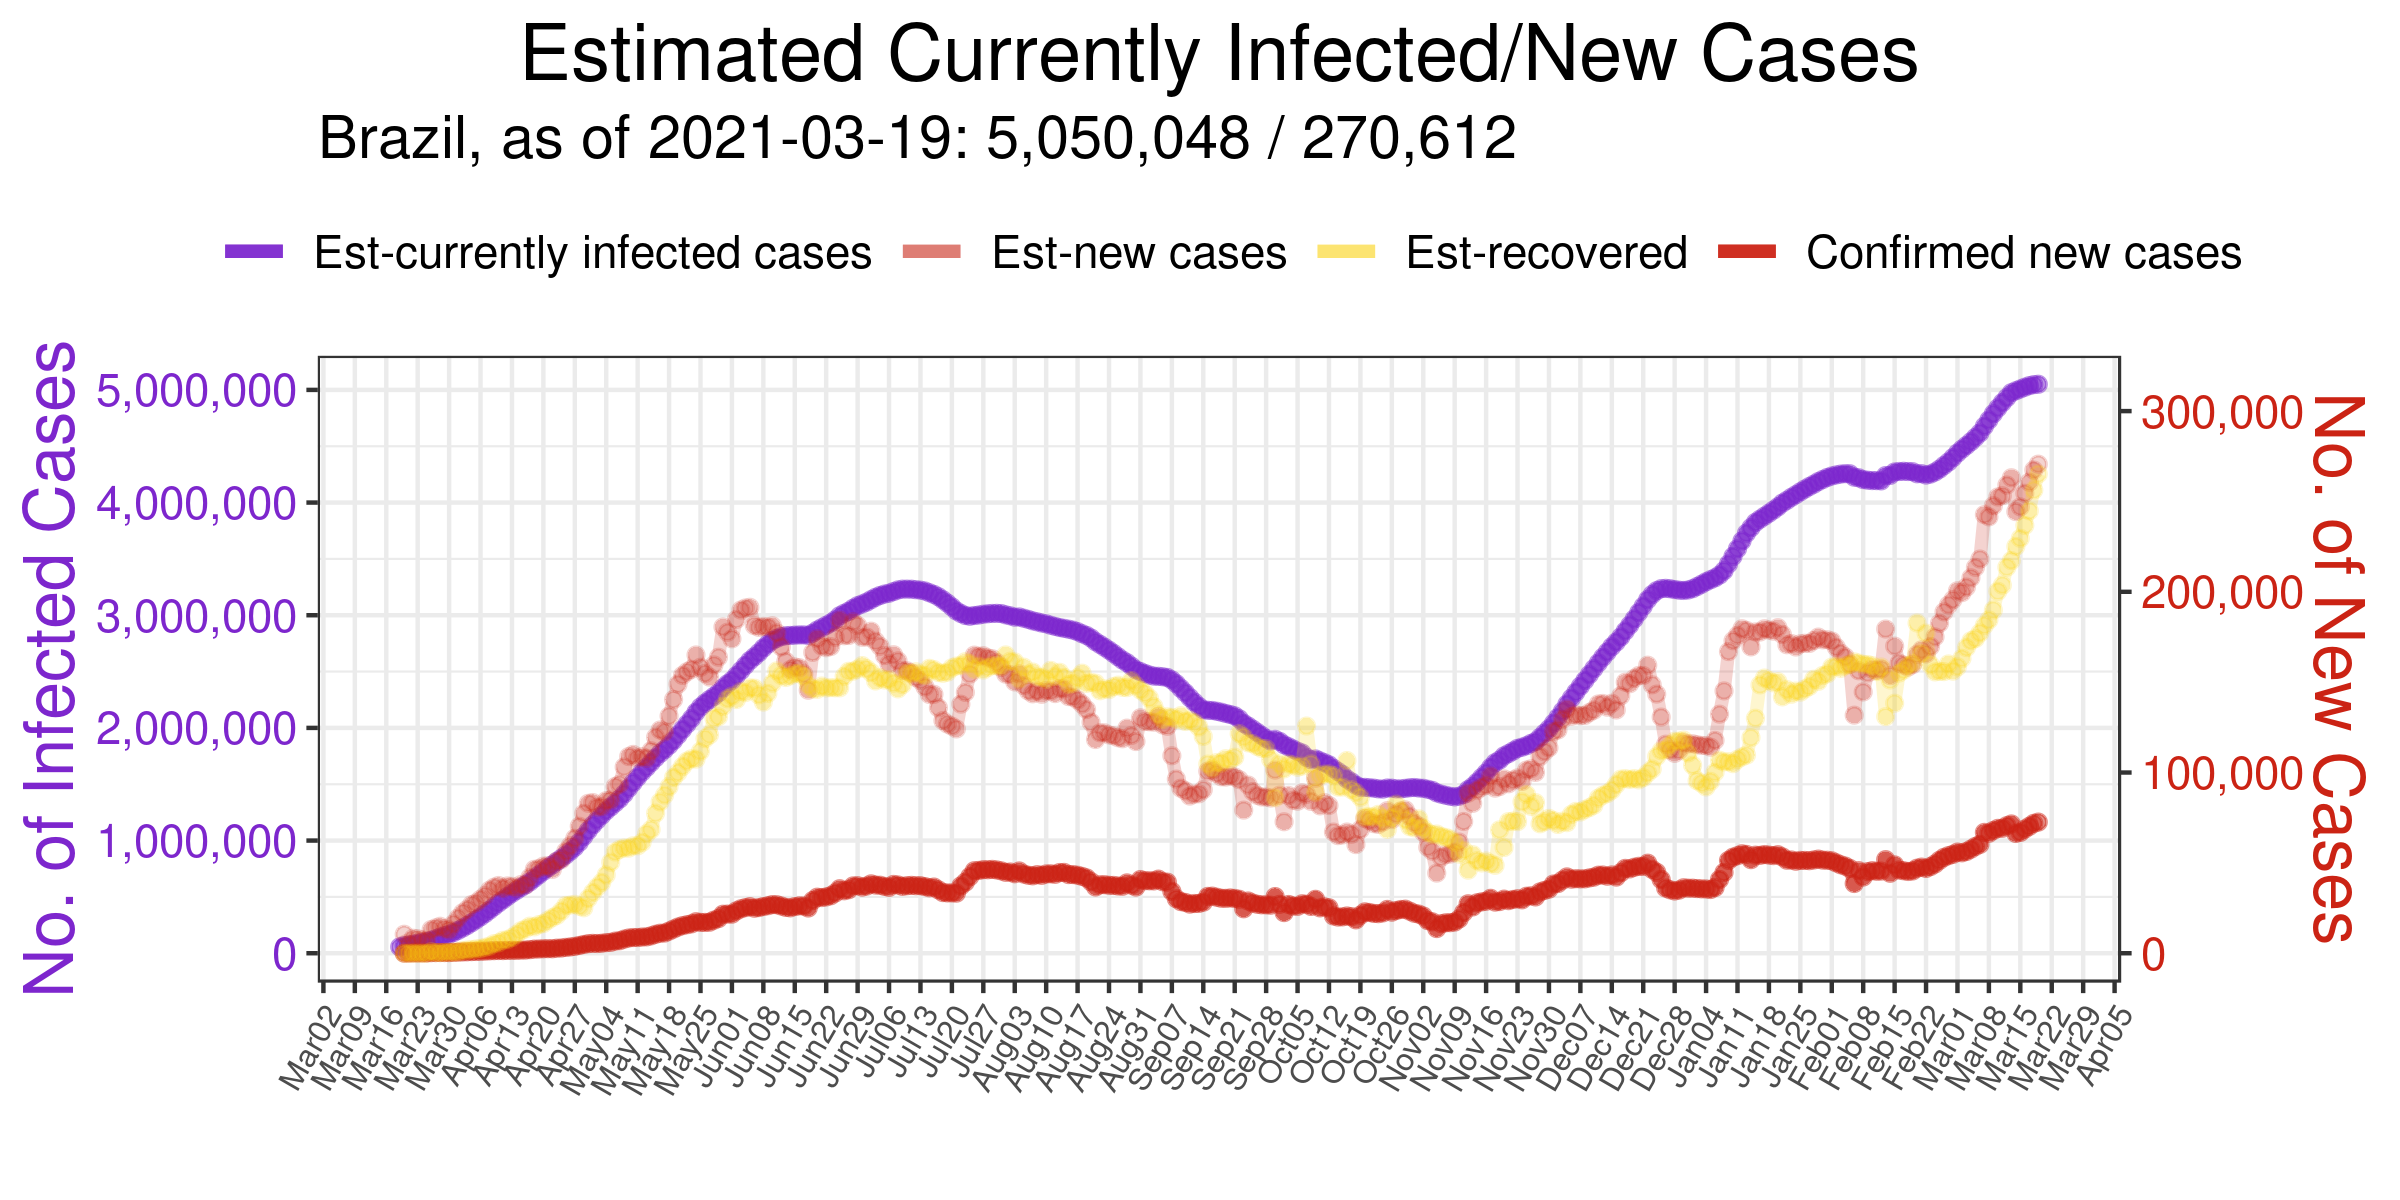 Estimated Currently Infected/New Cases
Brazil, as of 2021-03-19: 5,050,048 / 270,612
Est-currently infected cases Est-new cases Est-recovered Confirmed new cases
No. of Infected Cases
5,000,000
4,000,000
3,000,000
2,000,000
1,000,000
0
300,000
200,000
100,000
0
No. of New Cases
Mar02 Mar09 Mar16 Mar23 Mar30 Apr06 Apr13 Apr20 Apr27 May04 May11 May18 May25 Jun01 Jun08 Jun15 Jun22 Jun29 Jul06 Jul13 Jul20 Jul27 Aug03 Aug10 Aug17 Aug24 Aug31 Sep07 Sep14 Sep21 Sep28 Oct05 Oct12 Oct19 Oct26 Nov02 Nov09 Nov16 Nov23 Nov30 Dec07 Dec14 Dec21 Dec28 Dec04 Jan11 Jan18 Jan25 Feb01 Feb08 Feb15 Feb22 Mar01 Mar08 Mar15 Mar22 Mar29 Apr05